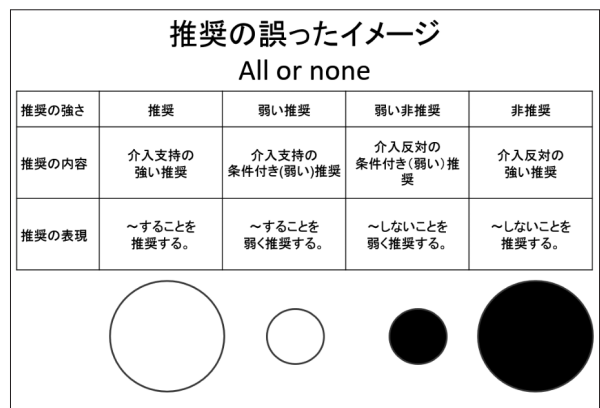 推奨の誤ったイメージ
All or none
推奨の強さ
推奨
弱い推奨
弱い非推奨
非推奨
推奨の内容
介入支持の
強い推奨
介入支持の
条件付き(弱い)推奨
介入反対の
条件付き(弱い)推
奨
介入反対の
強い推奨
推奨の表現
～することを
推奨する。
～することを
弱く推奨する。
～しないことを
弱く推奨する。
～しないことを
推奨する。